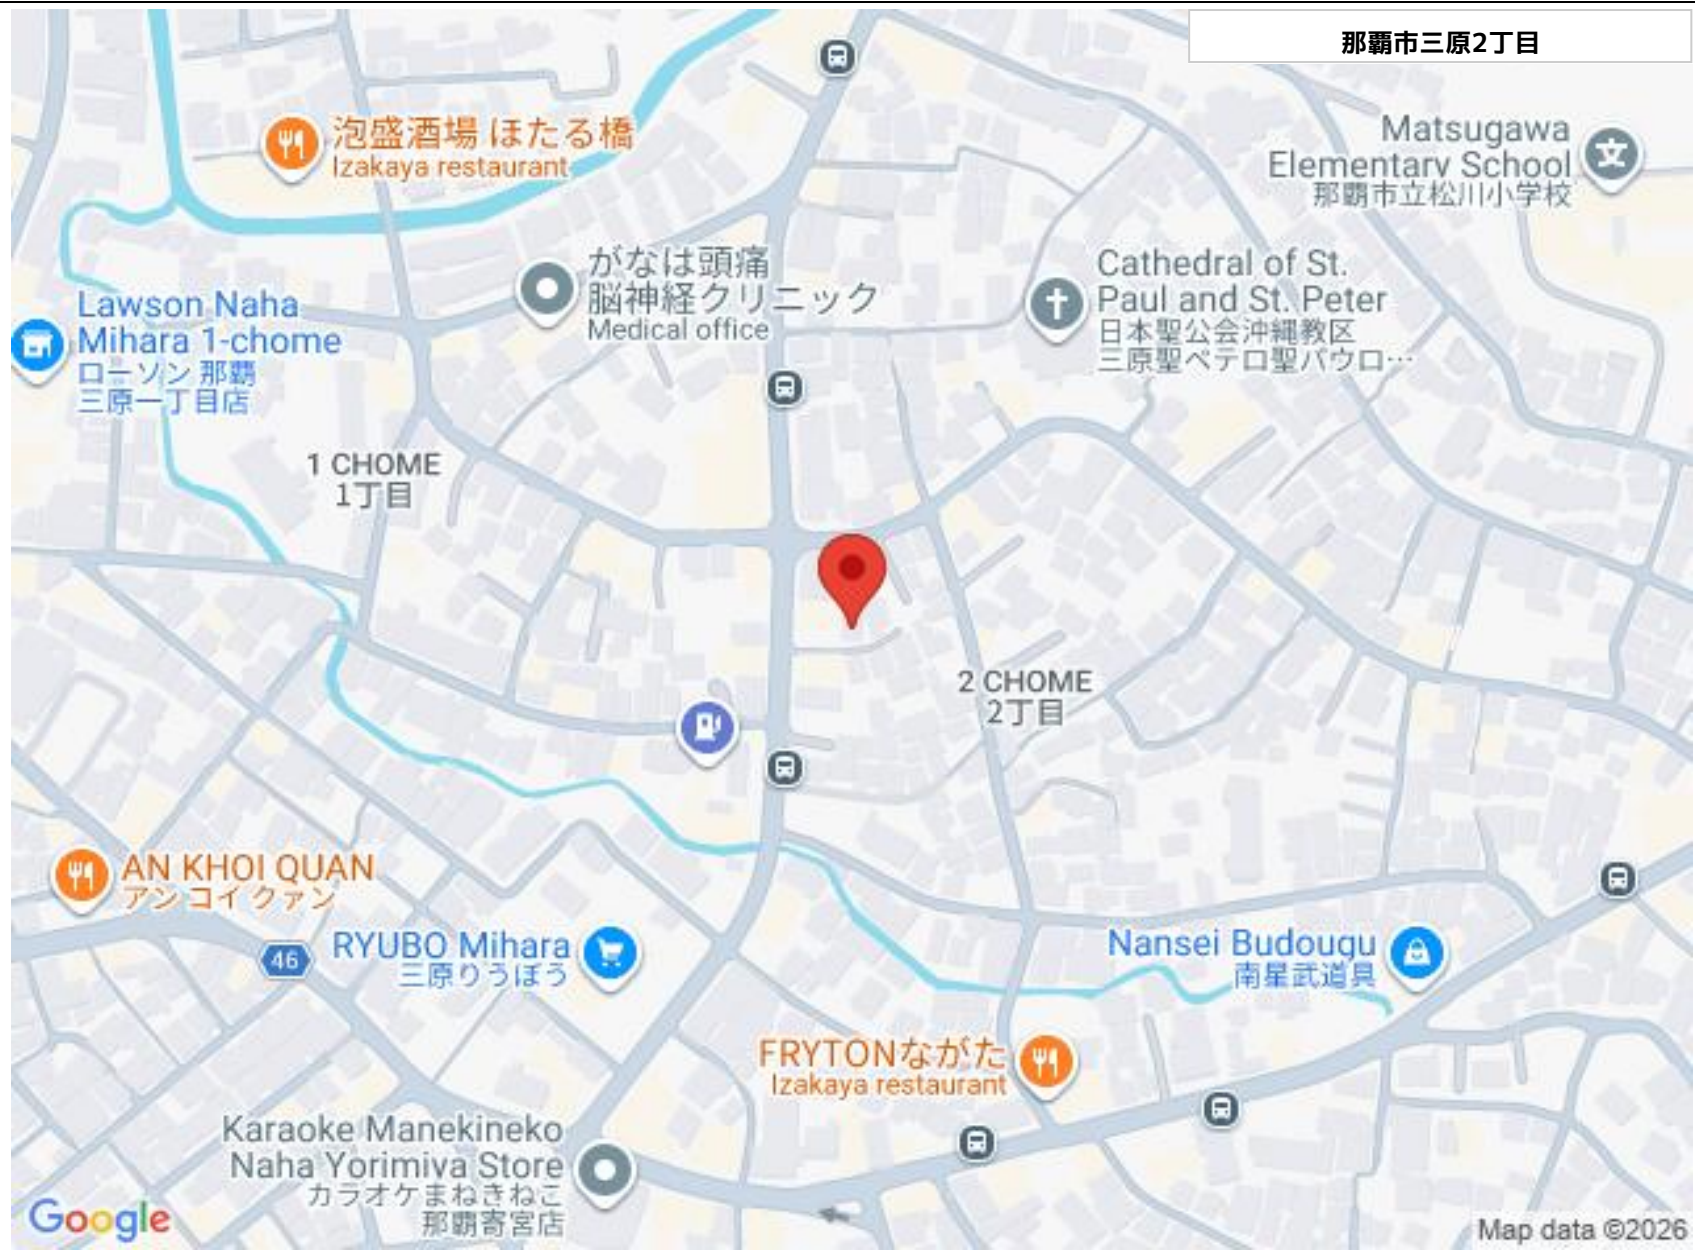 那覇市三原2丁目
泡盛酒場 ほたる橋
Izakaya restaurant
Matsugawa
Elementary School
那覇市立松川小学校
がなは頭痛
脳神経クリニック
Medical office
Cathedral of St.
Paul and St. Peter
日本聖公会沖縄教区
三原聖ペテロ聖パウロ…
Lawson Naha
Mihara 1-chome
ローソン 那覇
三原一丁目店
1 CHOME
1丁目
2 CHOME
2丁目
AN KHOI QUAN
アン コイ クァン
46
RYUBO Mihara
三原りうぼう
Nansei Budougu
南星武道具
FRYTONながた
Izakaya restaurant
Karaoke Manekineko
Naha Yorimiya Store
カラオケまねきねこ
那覇寄宮店
Google
Map data ©2026